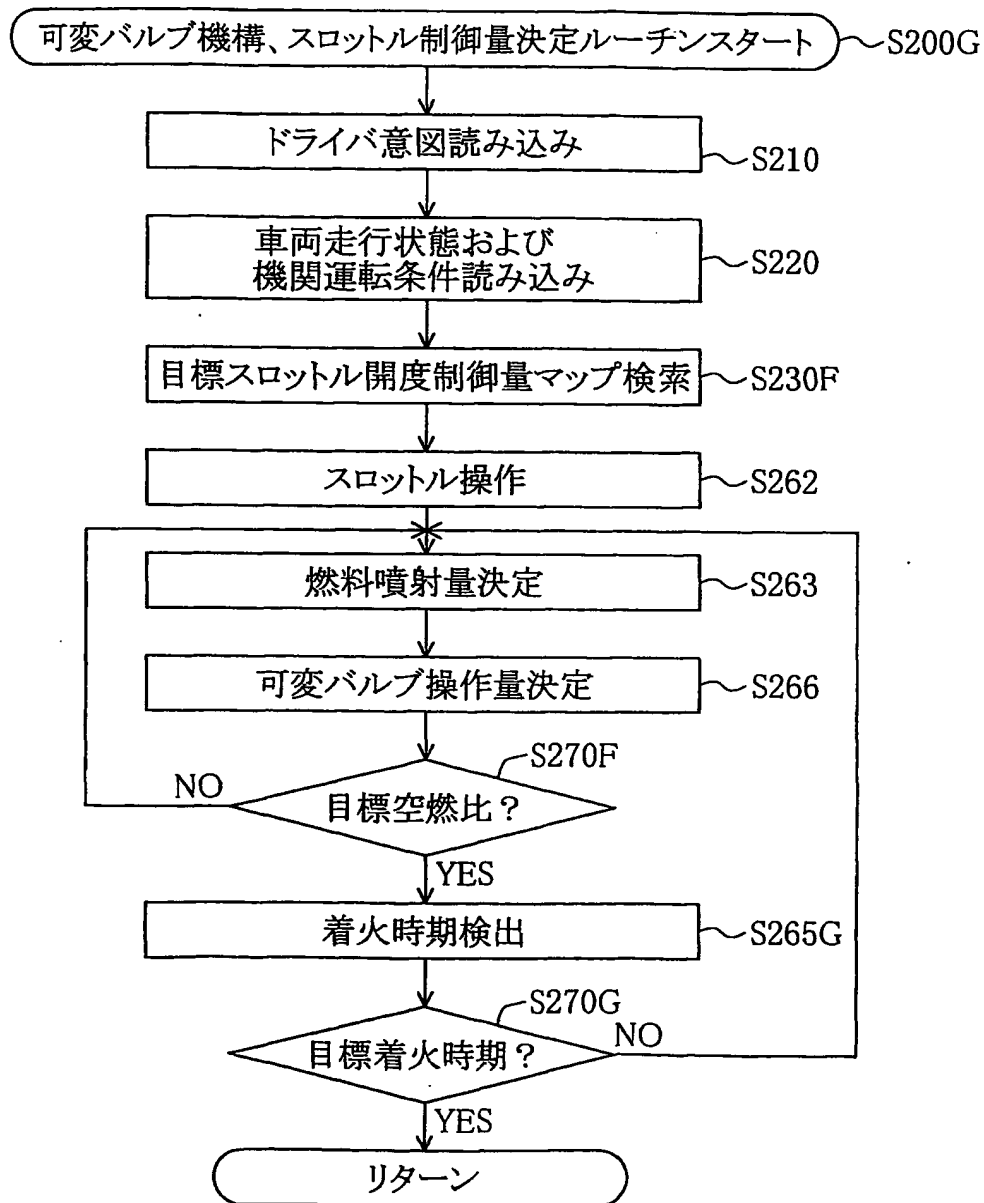 可変バルブ機構、スロットル制御量決定ルーチンスタート
S200G
ドライバ意図読み込み
S210
車両走行状態および
機関運転条件読み込み
S220
目標スロットル開度制御量マップ検索
S230F
スロットル操作
S262
燃料噴射量決定
S263
可変バルブ操作量決定
S266
S270F
NO
目標空燃比？
YES
着火時期検出
S265G
S270G
目標着火時期？
NO
YES
リターン